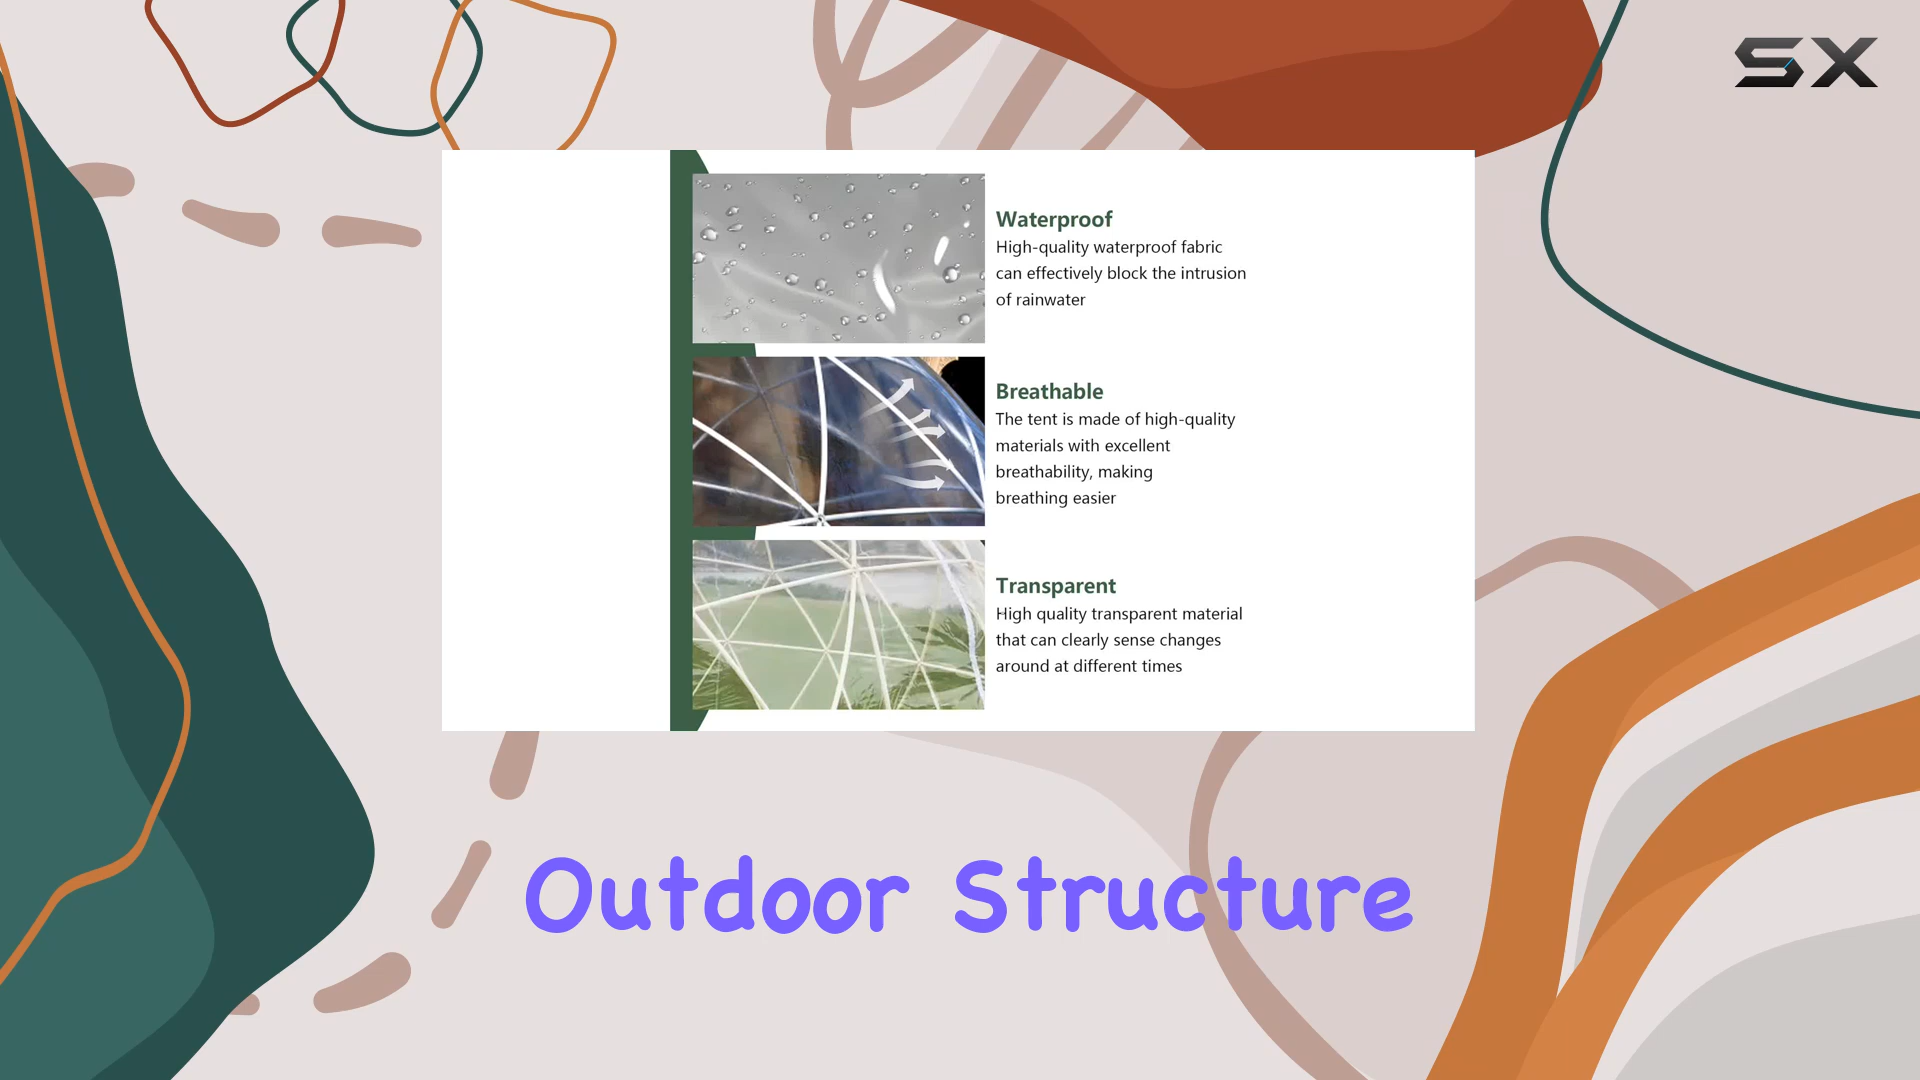 SX
Waterproof
High-quality waterproof fabric
can effectively block the intrusion
of rainwater
Breathable
The tent is made of high-quality
materials with excellent
breathability, making
breathing easier
Transparent
High quality transparent material
that can clearly sense changes
around at different times
Outdoor Structure